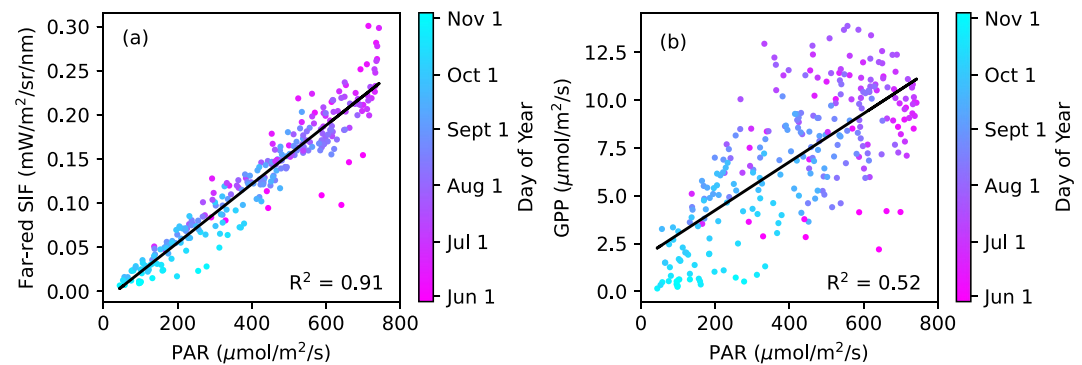 (a)
Far-red SIF (mW/m²/sr/nm)
0.30
0.25
0.20
0.15
0.10
0.05
0.00
R² = 0.91
0 200 400 600 800
PAR (μmol/m²/s)
Nov 1
Oct 1
Sept 1
Aug 1
Jul 1
Jun 1
Day of Year
(b)
GPP (μmol/m²/s)
12.5
10.0
7.5
5.0
2.5
0.0
R² = 0.52
0 200 400 600 800
PAR (μmol/m²/s)
Nov 1
Oct 1
Sept 1
Aug 1
Jul 1
Jun 1
Day of Year